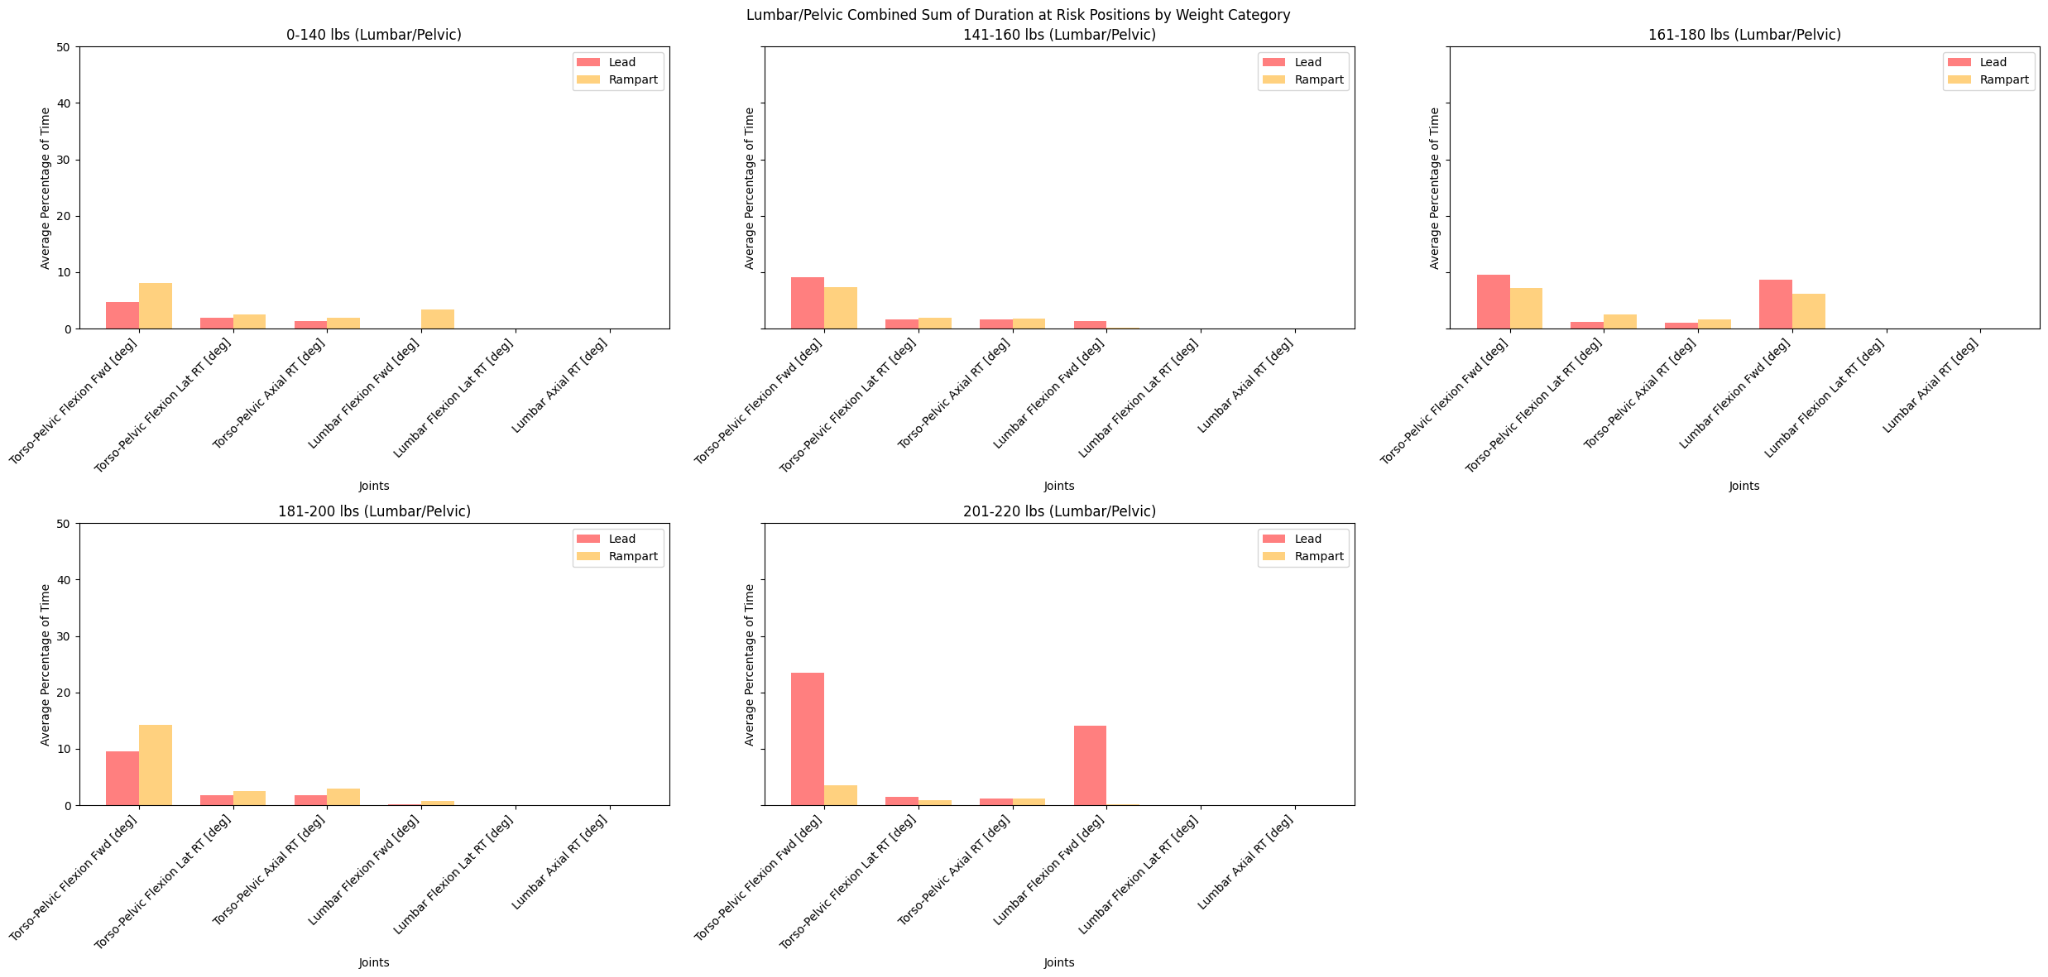 Lumbar/Pelvic Combined Sum of Duration at Risk Positions by Weight Category
0-140 lbs (Lumbar/Pelvic)
Average Percentage of Time
50
40
30
20
10
0
Lead
Rampart
Torso-Pelvic Flexion Fwd [deg]
Torso-Pelvic Flexion Lat RT [deg]
Torso-Pelvic Axial RT [deg]
Lumbar Flexion Fwd [deg]
Lumbar Flexion Lat RT [deg]
Lumbar Axial RT [deg]
Joints
141-160 lbs (Lumbar/Pelvic)
Average Percentage of Time
Lead
Rampart
Torso-Pelvic Flexion Fwd [deg]
Torso-Pelvic Flexion Lat RT [deg]
Torso-Pelvic Axial RT [deg]
Lumbar Flexion Fwd [deg]
Lumbar Flexion Lat RT [deg]
Lumbar Axial RT [deg]
Joints
161-180 lbs (Lumbar/Pelvic)
Average Percentage of Time
Lead
Rampart
Torso-Pelvic Flexion Fwd [deg]
Torso-Pelvic Flexion Lat RT [deg]
Torso-Pelvic Axial RT [deg]
Lumbar Flexion Fwd [deg]
Lumbar Flexion Lat RT [deg]
Lumbar Axial RT [deg]
Joints
181-200 lbs (Lumbar/Pelvic)
Average Percentage of Time
50
40
30
20
10
0
Lead
Rampart
Torso-Pelvic Flexion Fwd [deg]
Torso-Pelvic Flexion Lat RT [deg]
Torso-Pelvic Axial RT [deg]
Lumbar Flexion Fwd [deg]
Lumbar Flexion Lat RT [deg]
Lumbar Axial RT [deg]
Joints
201-220 lbs (Lumbar/Pelvic)
Average Percentage of Time
Lead
Rampart
Torso-Pelvic Flexion Fwd [deg]
Torso-Pelvic Flexion Lat RT [deg]
Torso-Pelvic Axial RT [deg]
Lumbar Flexion Fwd [deg]
Lumbar Flexion Lat RT [deg]
Lumbar Axial RT [deg]
Joints